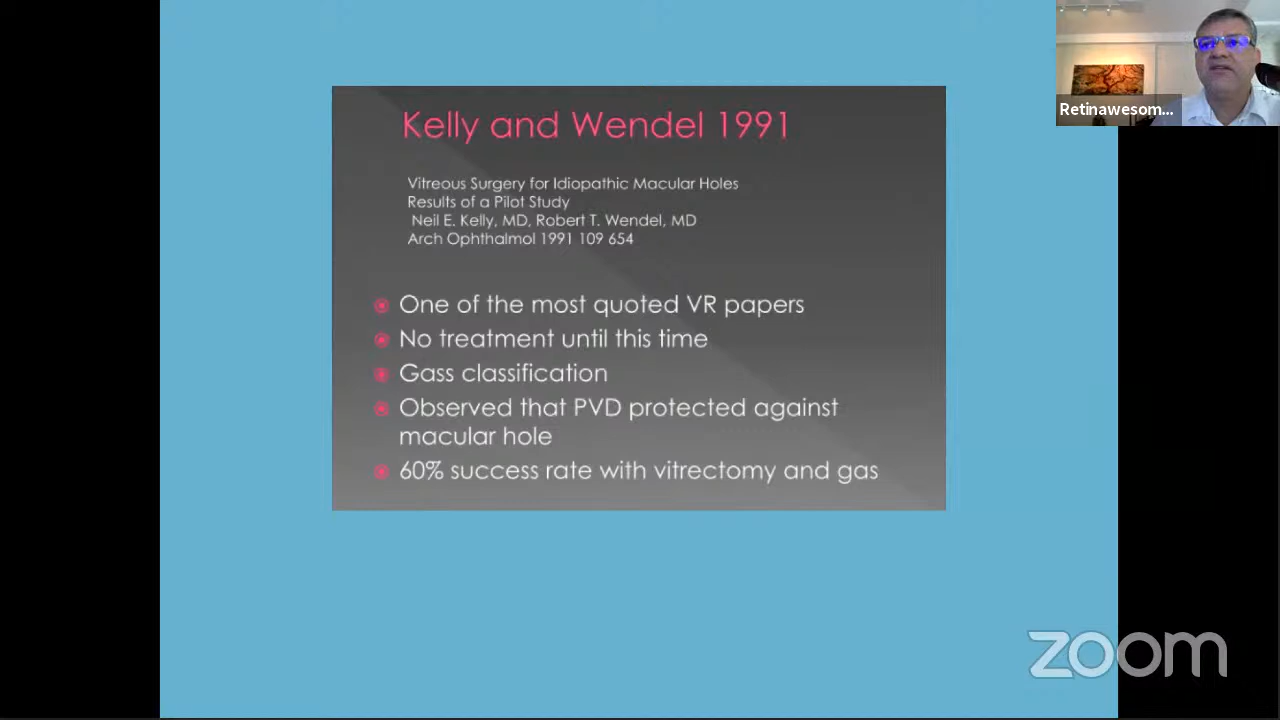 Retinawesom...
Kelly and Wendel 1991
Vitreous Surgery for Idiopathic Macular Holes
Results of a Pilot Study
Neil E. Kelly, MD, Robert T. Wendel, MD
Arch Ophthalmol 1991 109 654
One of the most quoted VR papers
No treatment until this time
Gass classification
Observed that PVD protected against
macular hole
60% success rate with vitrectomy and gas
zoom